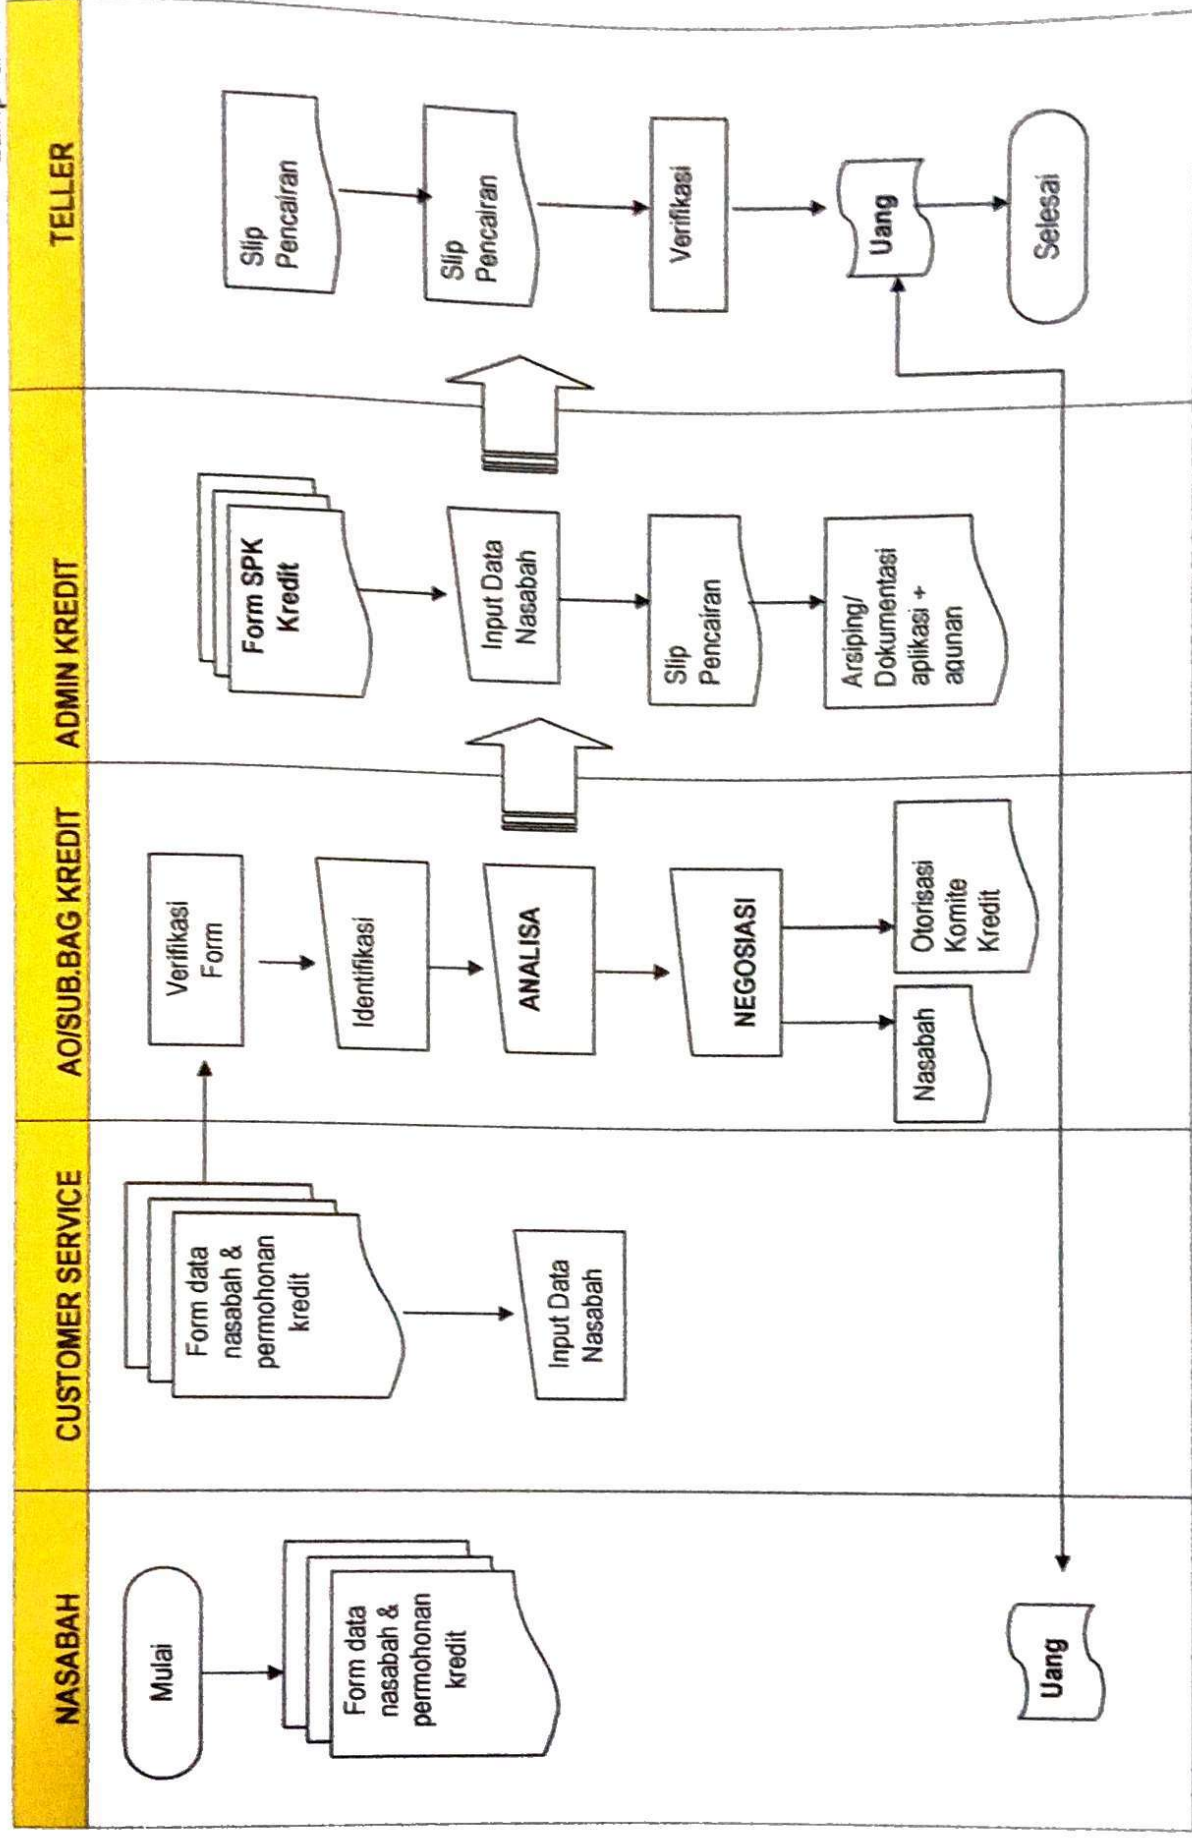 NASABAH
CUSTOMER SERVICE
AO/SUB.BAG KREDIT
ADMIN KREDIT
TELLER
Mulai
Form data
nasabah &
permohonan
kredit
Uang
Form data
nasabah &
permohonan
kredit
Input Data
Nasabah
Verifikasi
Form
Identifikasi
ANALISA
NEGOSIASI
Nasabah
Otorisasi
Komite
Kredit
Form SPK
Kredit
Input Data
Nasabah
Slip
Pencairan
Arsiping/
Dokumentasi
aplikasi +
agunan
Slip
Pencairan
Slip
Pencairan
Verifikasi
Uang
Selesai